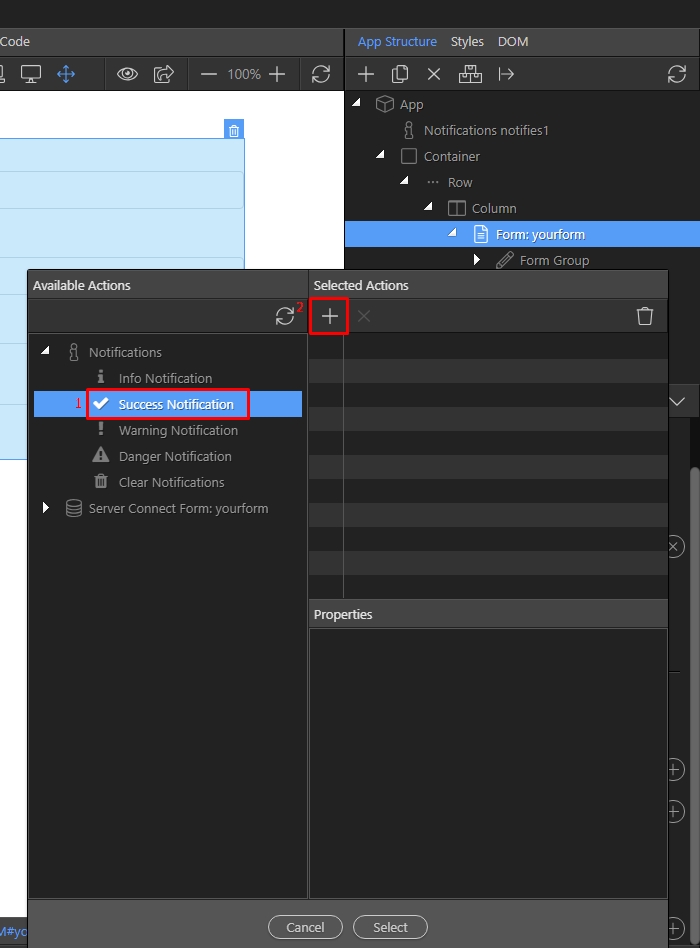 Code
App Structure Styles DOM
100%
App
Notifications notifies1
Container
Row
Column
Form: yourform
Form Group
Available Actions
Selected Actions
2
Notifications
Info Notification
1 Success Notification
Warning Notification
Danger Notification
Clear Notifications
Server Connect Form: yourform
Properties
M#yo
Cancel
Select